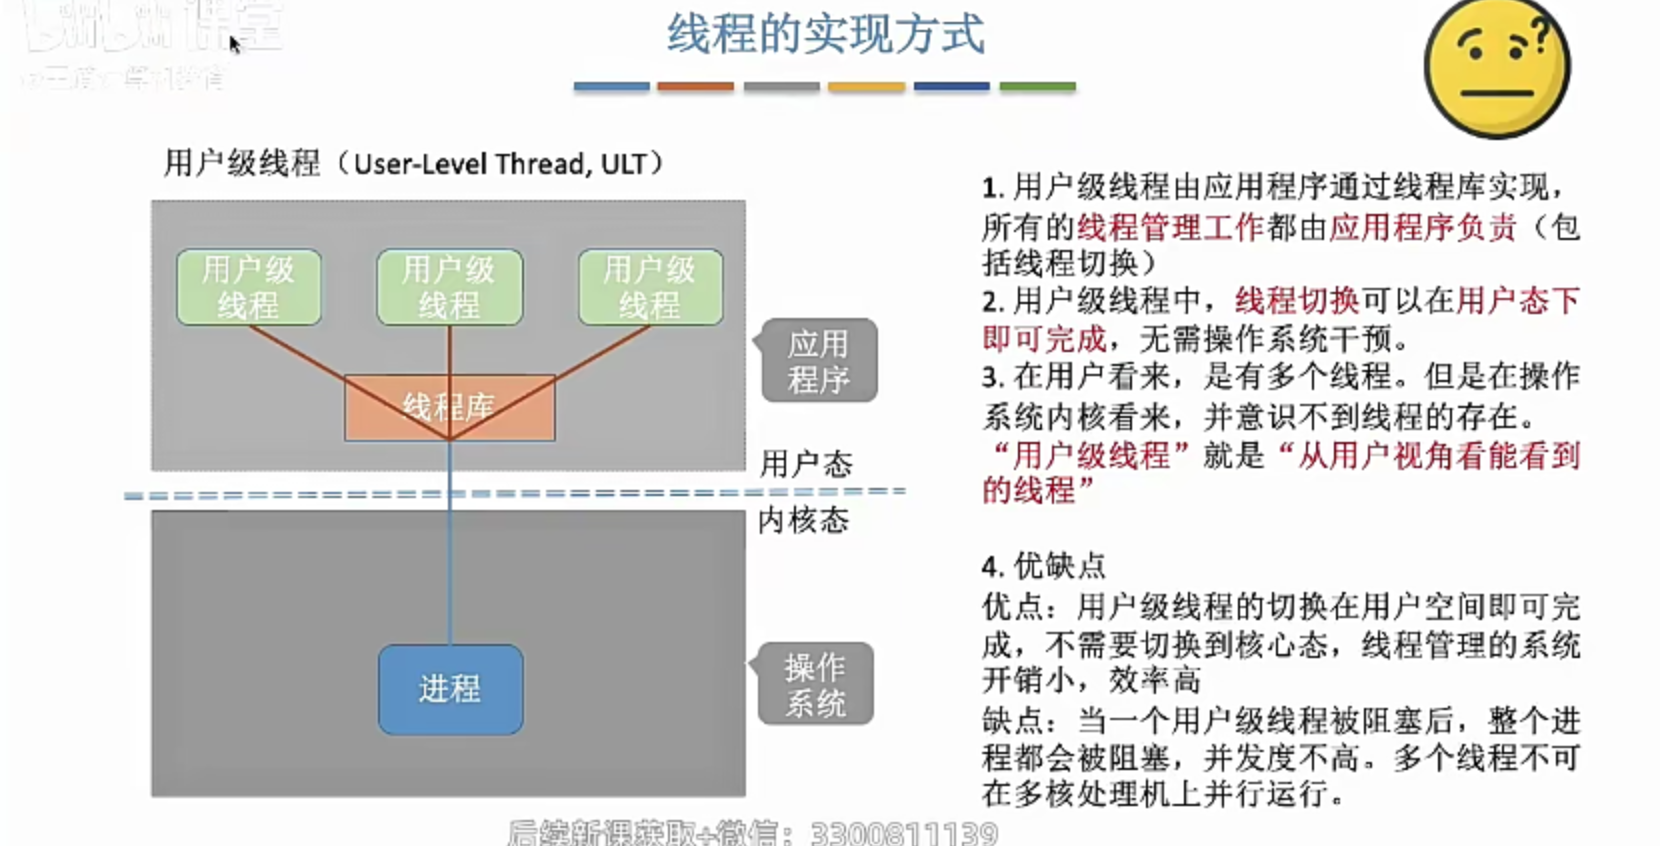 课堂
线程的实现方式
用户级线程（User-Level Thread, ULT）
用户级
线程
用户级
线程
用户级
线程
线程库
应用
程序
用户态
内核态
进程
操作
系统
1. 用户级线程由应用程序通过线程库实现，
所有的线程管理工作都由应用程序负责（包
括线程切换）
2. 用户级线程中，线程切换可以在用户态下
即可完成，无需操作系统干预。
3. 在用户看来，是有多个线程。但是在操作
系统内核看来，并意识不到线程的存在。
“用户级线程”就是“从用户视角看能看到
的线程”
4. 优缺点
优点：用户级线程的切换在用户空间即可完
成，不需要切换到核心态，线程管理的系统
开销小，效率高
缺点：当一个用户级线程被阻塞后，整个进
程都会被阻塞，并发度不高。多个线程不可
在多核处理机上并行运行。
后续新课获取+微信：3300811139